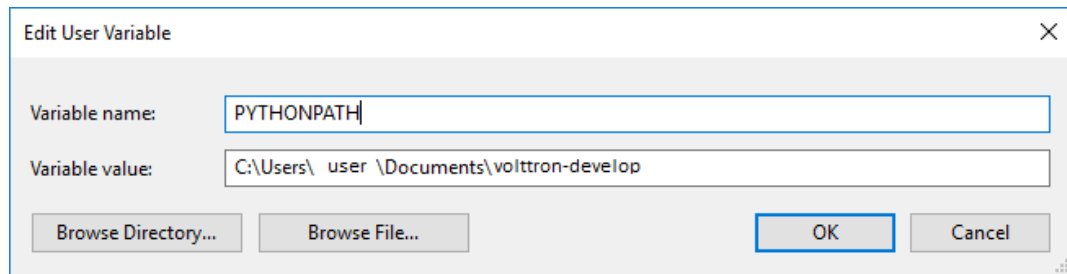 Edit User Variable
Variable name: PYTHONPATH
Variable value: C:\Users\ user \Documents\volttron-develop
Browse Directory... Browse File... OK Cancel